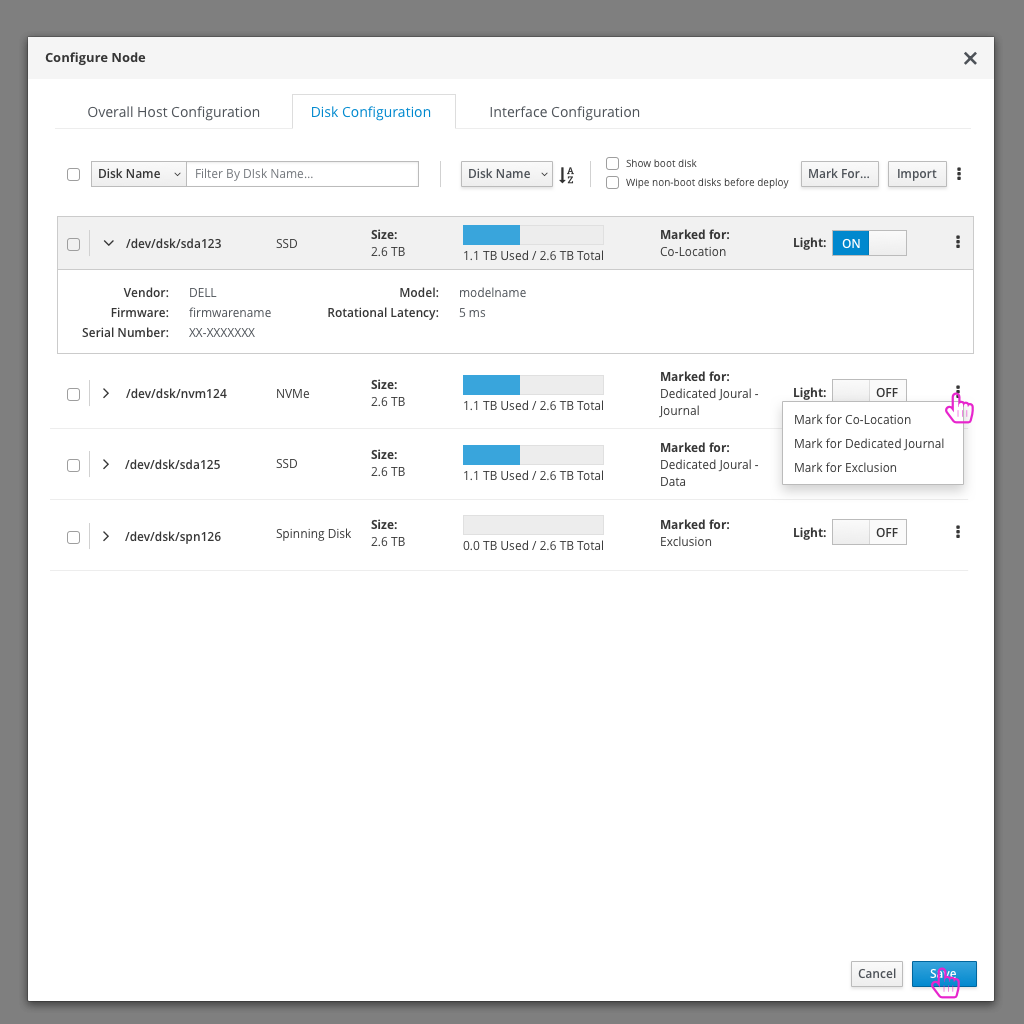 Configure Node
Overall Host Configuration
Disk Configuration
Interface Configuration
Disk Name
Filter By DIsk Name...
Disk Name
A
Z
Show boot disk
Wipe non-boot disks before deploy
Mark For...
Import
/dev/dsk/sda123
SSD
Size:
2.6 TB
1.1 TB Used / 2.6 TB Total
Marked for:
Co-Location
Light:
ON
Vendor: DELL
Firmware: firmwarename
Serial Number: XX-XXXXXXX
Model: modelname
Rotational Latency: 5 ms
/dev/dsk/nvm124
NVMe
Size:
2.6 TB
1.1 TB Used / 2.6 TB Total
Marked for:
Dedicated Joural -
Journal
Light:
OFF
Mark for Co-Location
Mark for Dedicated Journal
Mark for Exclusion
/dev/dsk/sda125
SSD
Size:
2.6 TB
1.1 TB Used / 2.6 TB Total
Marked for:
Dedicated Joural -
Data
/dev/dsk/spn126
Spinning Disk
Size:
2.6 TB
0.0 TB Used / 2.6 TB Total
Marked for:
Exclusion
Light:
OFF
Cancel
Save